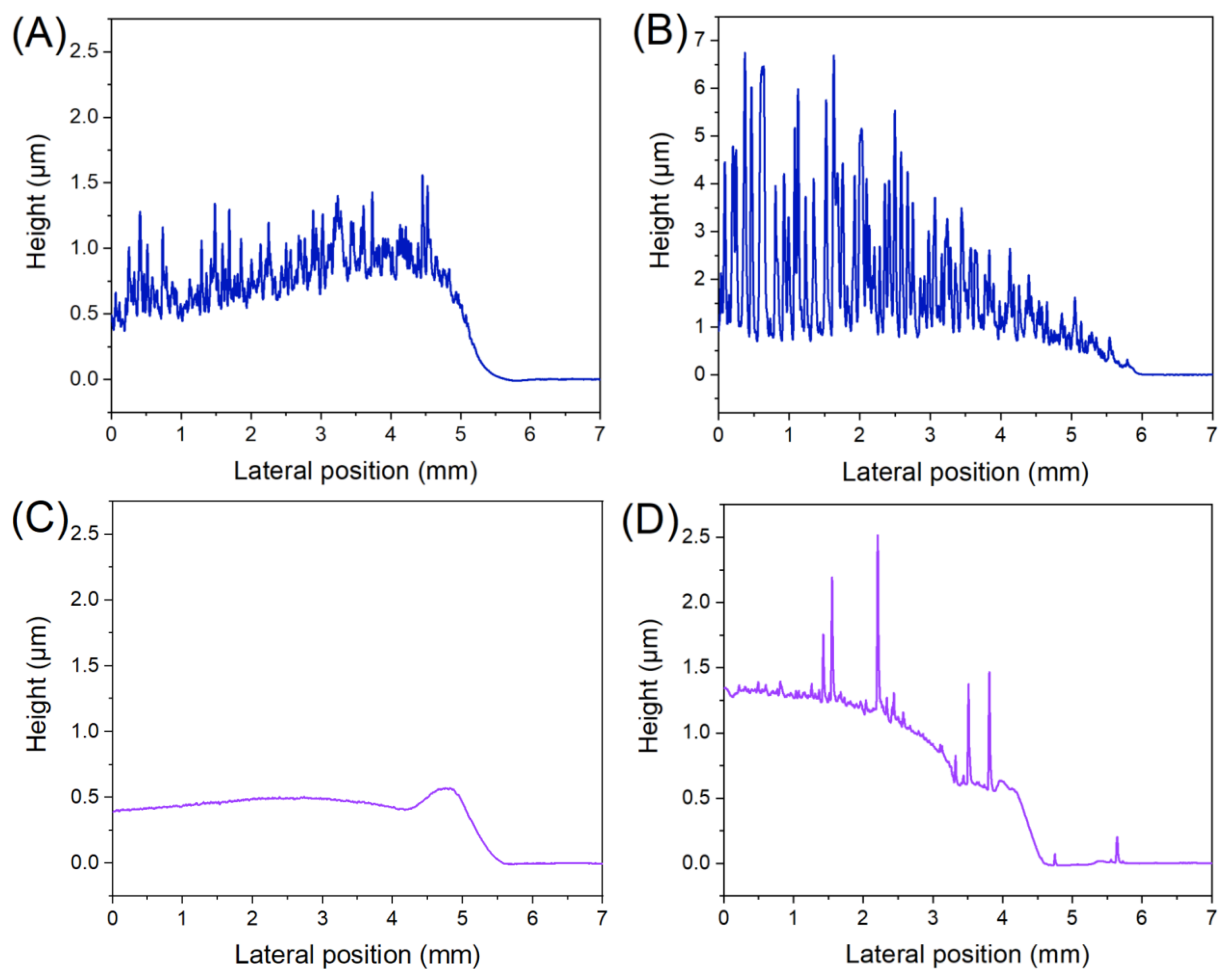 (A)
2.5
2.0
1.5
1.0
0.5
0.0
Height (µm)
0 1 2 3 4 5 6 7
Lateral position (mm)
(B)
7
6
5
4
3
2
1
0
Height (µm)
0 1 2 3 4 5 6 7
Lateral position (mm)
(C)
2.5
2.0
1.5
1.0
0.5
0.0
Height (µm)
0 1 2 3 4 5 6 7
Lateral position (mm)
(D)
2.5
2.0
1.5
1.0
0.5
0.0
Height (µm)
0 1 2 3 4 5 6 7
Lateral position (mm)